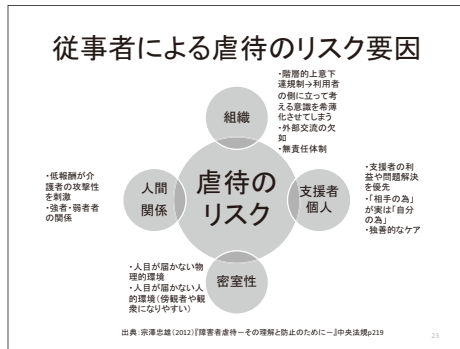 従事者による虐待のリスク要因
組織
・階層的上意下
達規制→利用者
の側に立って考
える意識を希薄
化させてしまう
・外部交流の欠
如
・無責任体制
・低報酬が介
護者の攻撃性
を刺激
・強者・弱者者
の関係
人間
関係
虐待の
リスク
支援者
個人
・支援者の利
益や問題解決
を優先
・「相手の為」
が実は「自分
の為」
・独善的なケア
・人目が届かない物
理的環境
・人目が届かない人
的環境(傍観者や観
衆になりやすい)
密室性
出典:宗澤忠雄(2012)『障害者虐待-その理解と防止のために-』中央法規p219
23